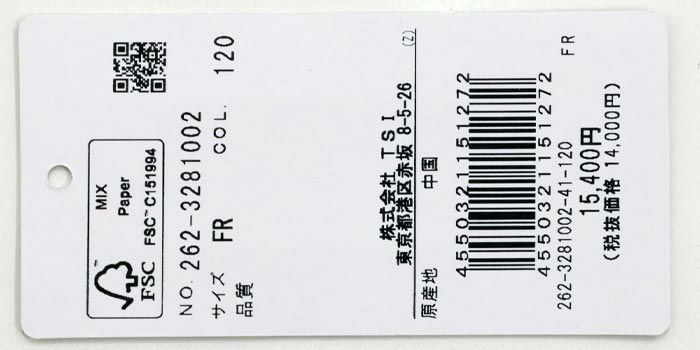 MIX
Paper
FSC™ C151994
FSC
NO. 262-3281002
サイズ FR COL. 120
品質
株式会社 TSI
東京都港区赤坂 8-5-26
(2)
原産地 中国
4550321151272
4550321151272
262-3281002-41-120 FR
15,400円
(税抜価格 14,000円)